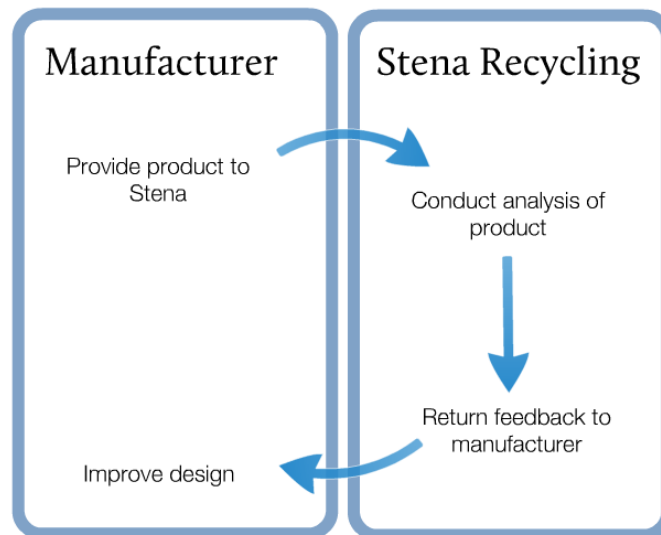 Manufacturer
Provide product to
Stena
Improve design
Stena Recycling
Conduct analysis of
product
Return feedback to
manufacturer